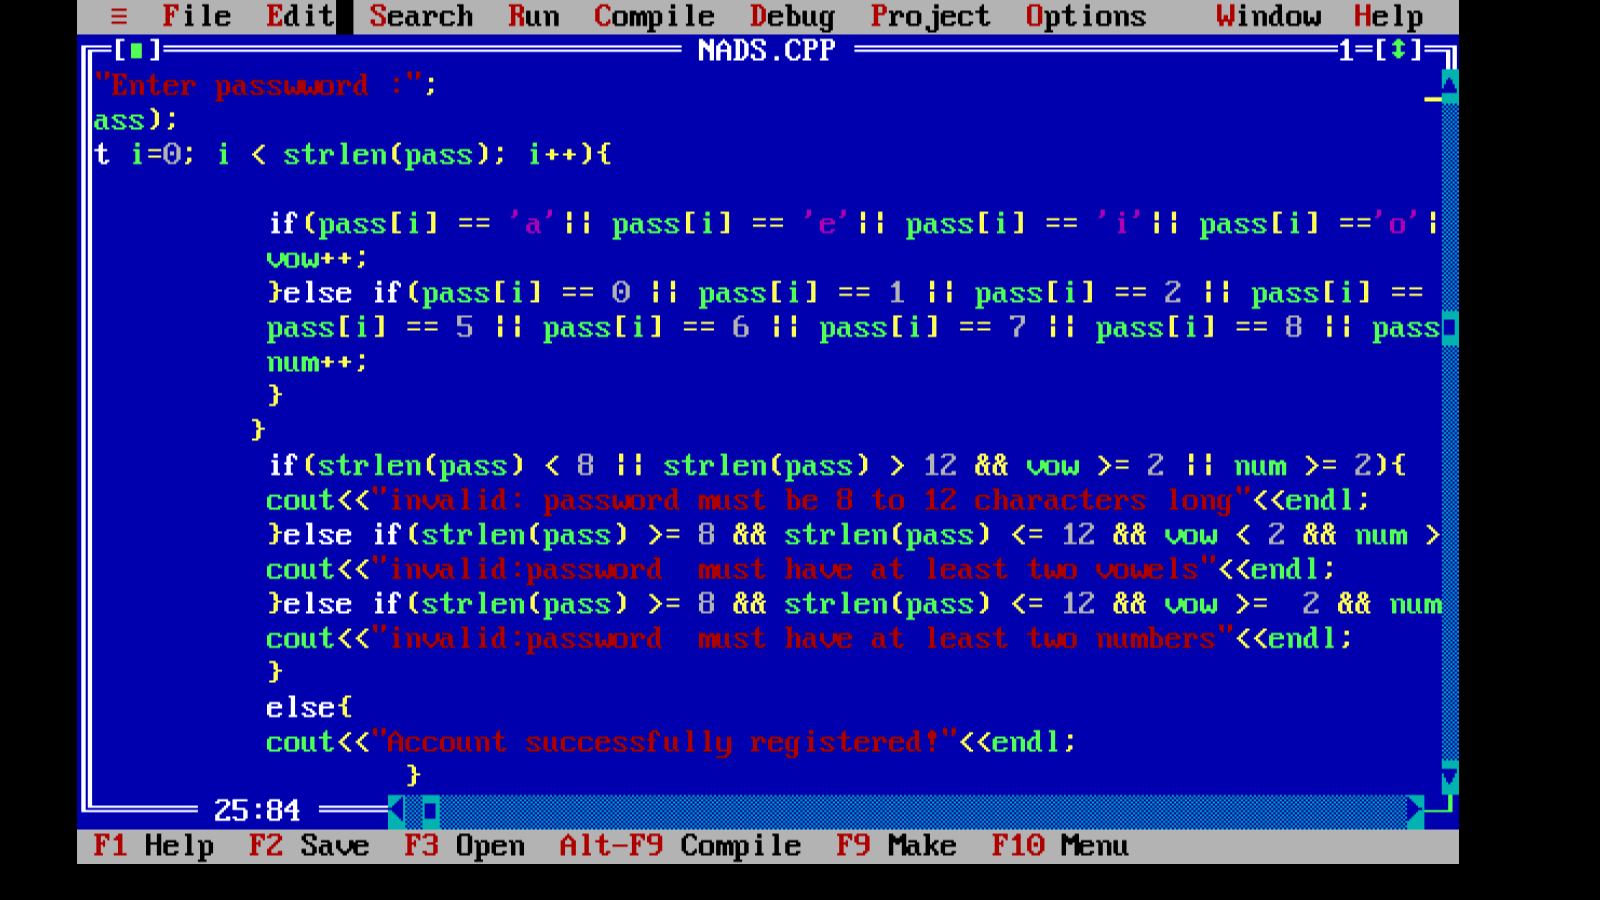 ≡ File Edit Search Run Compile Debug Project Options Window Help
[■] NADS.CPP 1=[↕]
"Enter passwword :";
ass);
t i=0; i < strlen(pass); i++){
if(pass[i] == 'a'|| pass[i] == 'e'|| pass[i] == 'i'|| pass[i] =='o'|
vow++;
}else if(pass[i] == 0 || pass[i] == 1 || pass[i] == 2 || pass[i] ==
pass[i] == 5 || pass[i] == 6 || pass[i] == 7 || pass[i] == 8 || pass
num++;
}
}
if(strlen(pass) < 8 || strlen(pass) > 12 && vow >= 2 || num >= 2){
cout<<"invalid: password must be 8 to 12 characters long"<<endl;
}else if(strlen(pass) >= 8 && strlen(pass) <= 12 && vow < 2 && num >
cout<<"invalid:password  must have at least two vowels"<<endl;
}else if(strlen(pass) >= 8 && strlen(pass) <= 12 && vow >=  2 && num
cout<<"invalid:password  must have at least two numbers"<<endl;
}
else{
cout<<"Account successfully registered!"<<endl;
}
25:84
F1 Help F2 Save F3 Open Alt-F9 Compile F9 Make F10 Menu